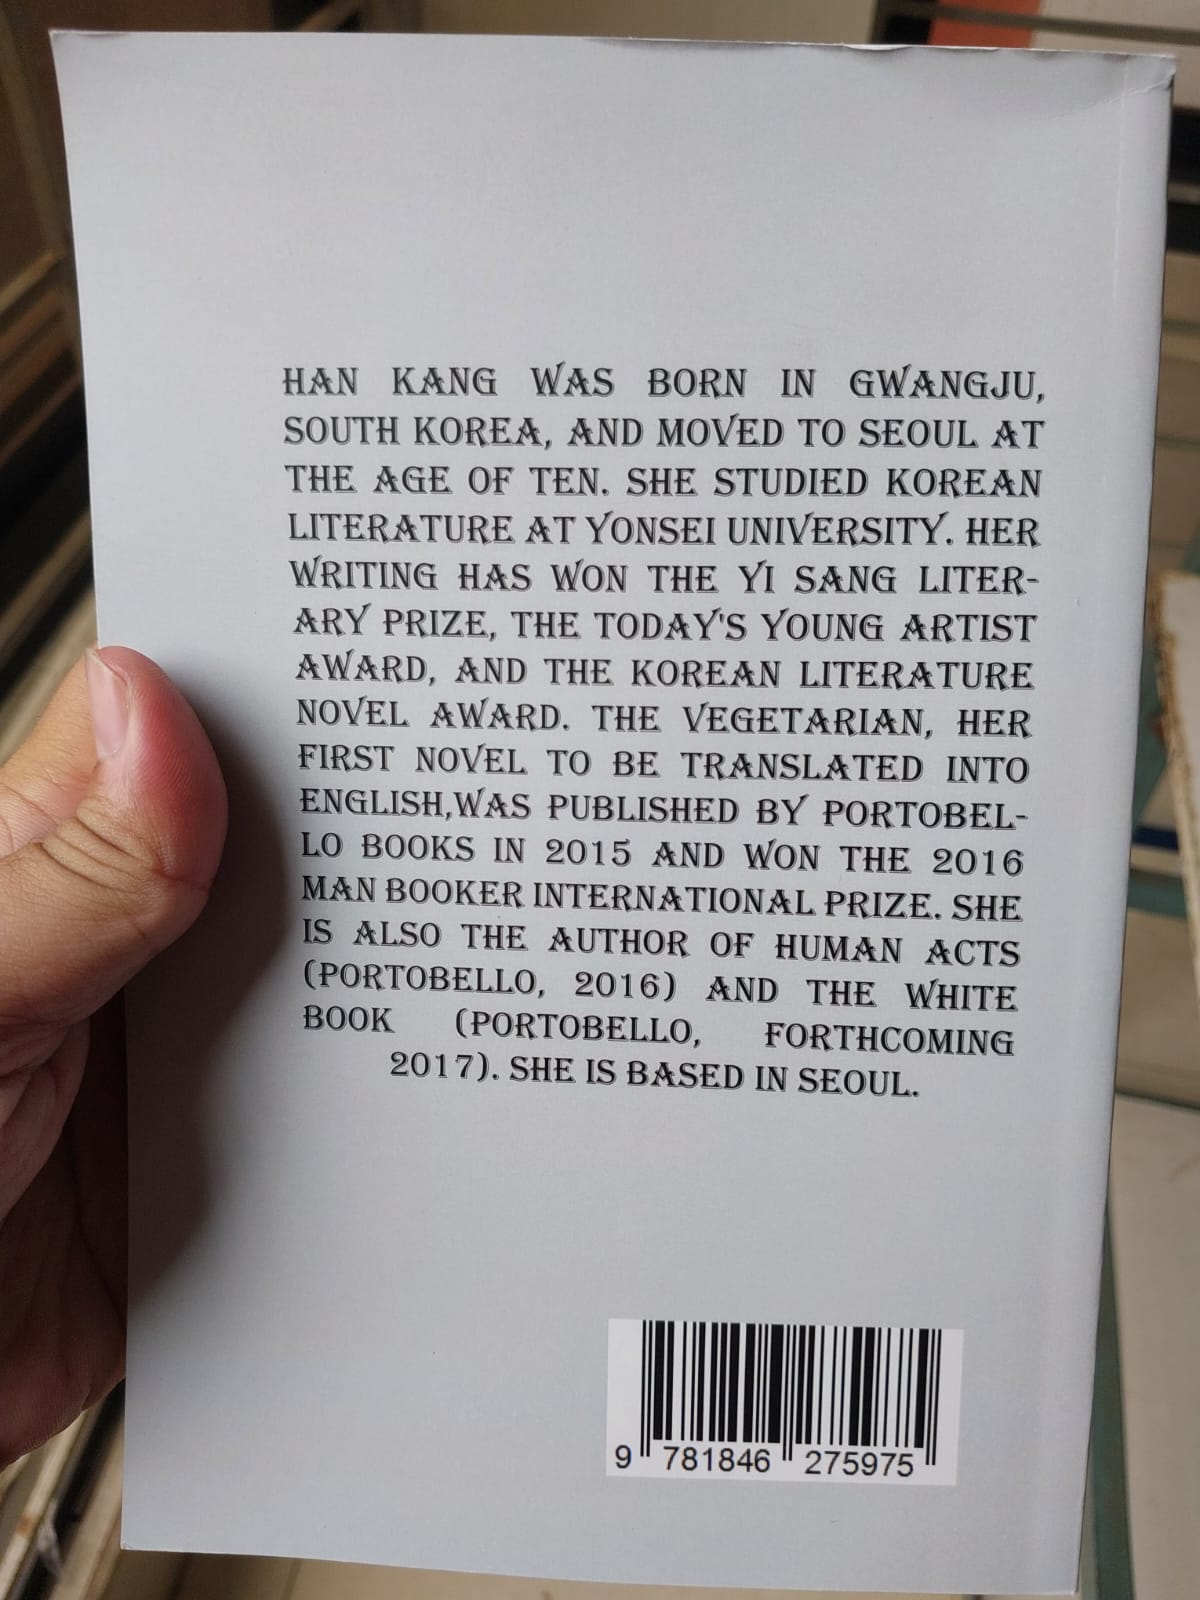 HAN KANG WAS BORN IN GWANGJU,
SOUTH KOREA, AND MOVED TO SEOUL AT
THE AGE OF TEN. SHE STUDIED KOREAN
LITERATURE AT YONSEI UNIVERSITY. HER
WRITING HAS WON THE YI SANG LITER-
ARY PRIZE, THE TODAY'S YOUNG ARTIST
AWARD, AND THE KOREAN LITERATURE
NOVEL AWARD. THE VEGETARIAN, HER
FIRST NOVEL TO BE TRANSLATED INTO
ENGLISH,WAS PUBLISHED BY PORTOBEL-
LO BOOKS IN 2015 AND WON THE 2016
MAN BOOKER INTERNATIONAL PRIZE. SHE
IS ALSO THE AUTHOR OF HUMAN ACTS
(PORTOBELLO, 2016) AND THE WHITE
BOOK (PORTOBELLO, FORTHCOMING
2017). SHE IS BASED IN SEOUL.
9 781846 275975